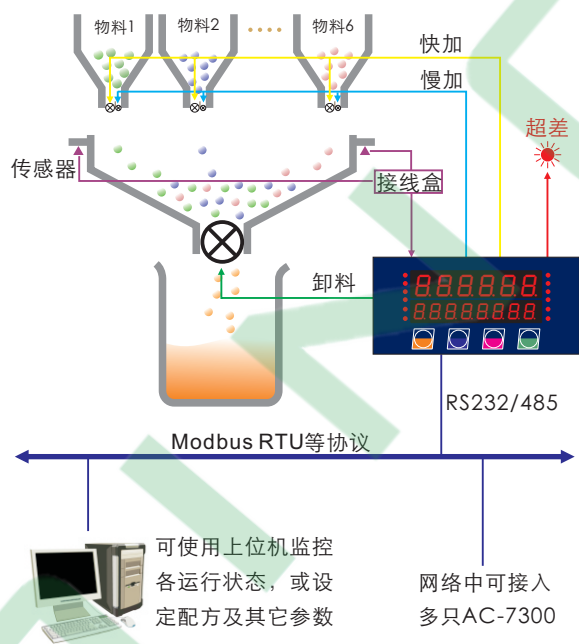 物料1
物料2
····
物料6
快加
慢加
超差
传感器
接线盒
卸料
RS232/485
Modbus RTU等协议
可使用上位机监控
各运行状态，或设
定配方及其它参数
网络中可接入
多只AC-7300